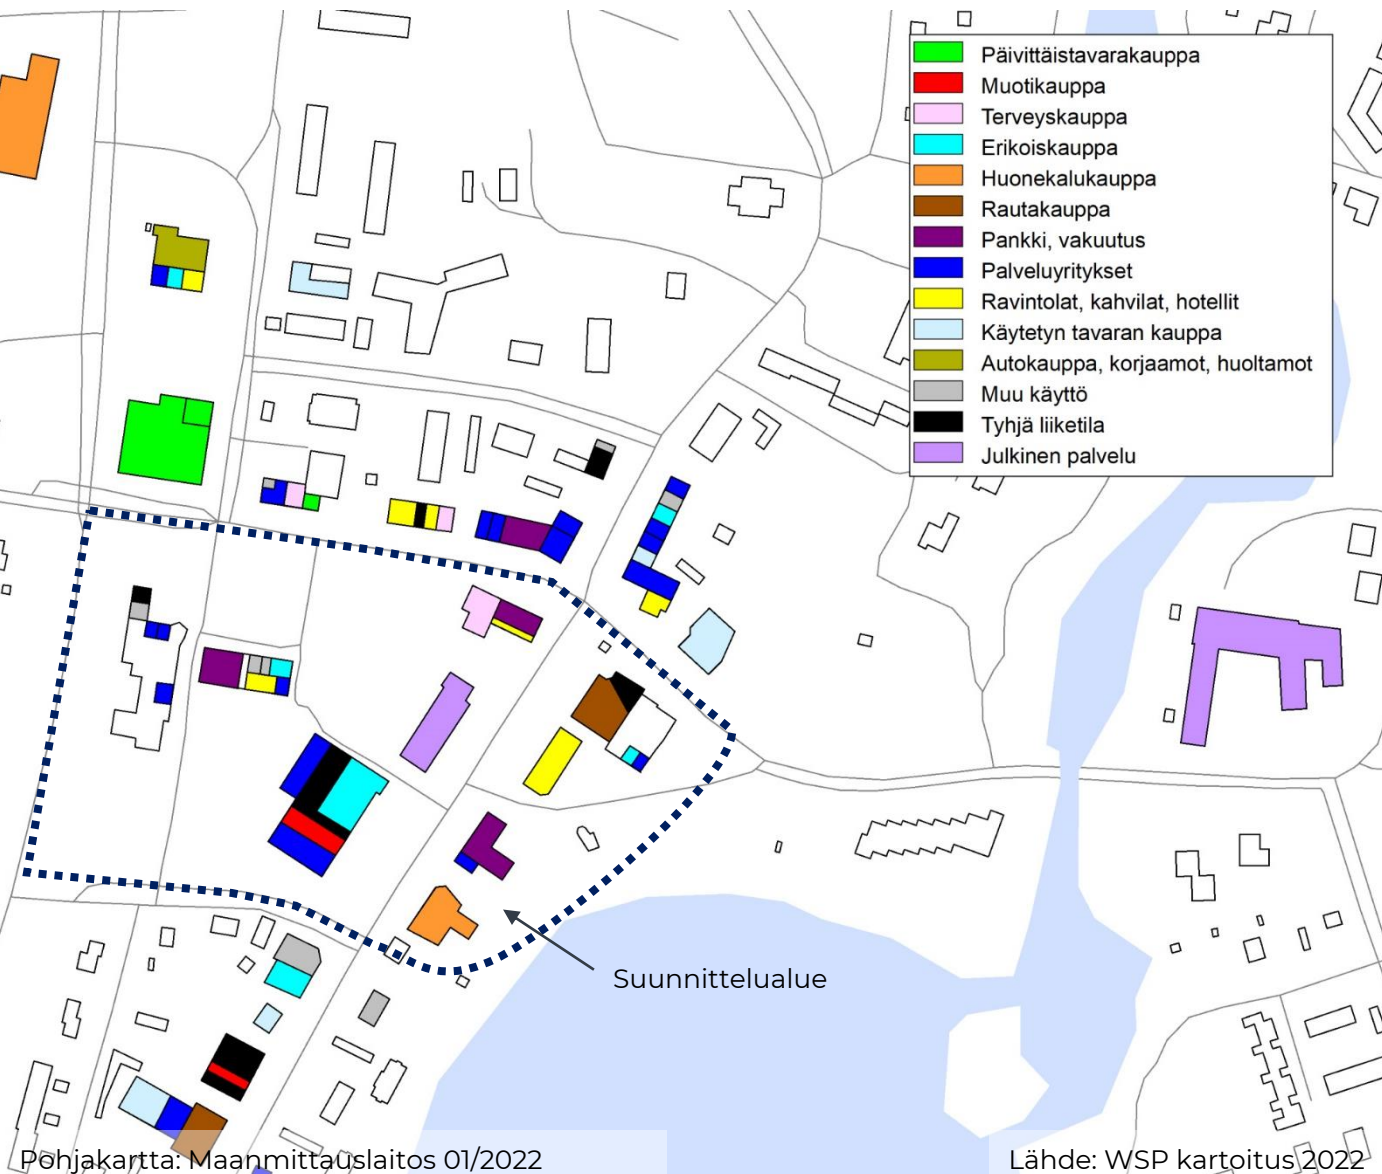 Päivittäistavarakauppa
Muotikauppa
Terveyskauppa
Erikoiskauppa
Huonekalukauppa
Rautakauppa
Pankki, vakuutus
Palveluyritykset
Ravintolat, kahvilat, hotellit
Käytetyn tavaran kauppa
Autokauppa, korjaamot, huoltamot
Muu käyttö
Tyhjä liiketila
Julkinen palvelu
Suunnittelualue
Pohjakartta: Maanmittauslaitos 01/2022
Lähde: WSP kartoitus 2022